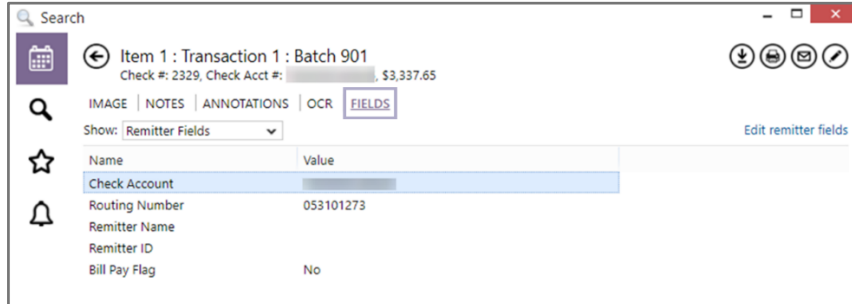 Search
Item 1 : Transaction 1 : Batch 901
Check #: 2329, Check Acct #: , $3,337.65
IMAGE | NOTES | ANNOTATIONS | OCR FIELDS
Show: Remitter Fields Edit remitter fields
Name Value
Check Account
Routing Number 053101273
Remitter Name
Remitter ID
Bill Pay Flag No